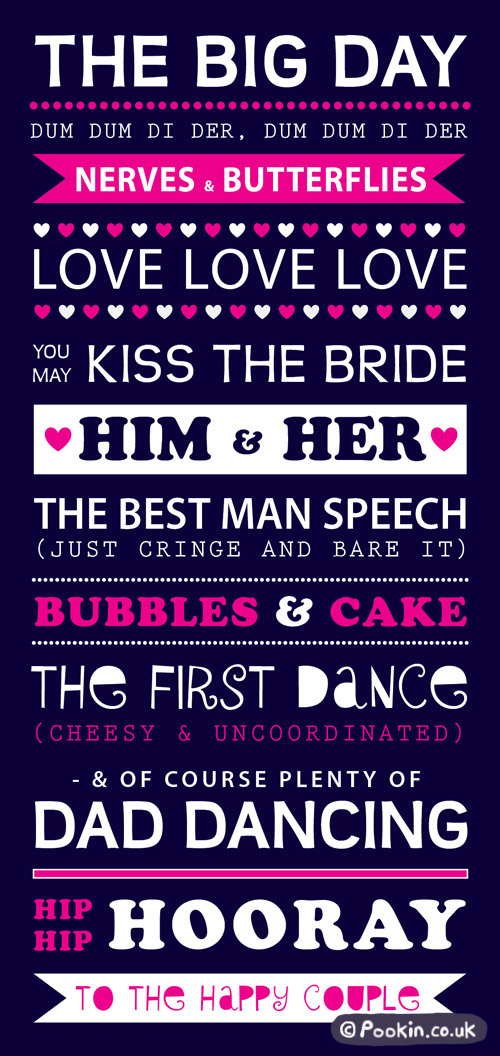 THE BIG DAY
DUM DUM DI DER, DUM DUM DI DER
NERVES & BUTTERFLIES
LOVE LOVE LOVE
YOU MAY KISS THE BRIDE
HIM & HER
THE BEST MAN SPEECH
(JUST CRINGE AND BARE IT)
BUBBLES & CAKE
THe FIRST DaNCe
(CHEESY & UNCOORDINATED)
- & OF COURSE PLENTY OF
DAD DANCING
HIP HIP HOORAY
TO THe HaPPY COUPLe
© Pookin.co.uk